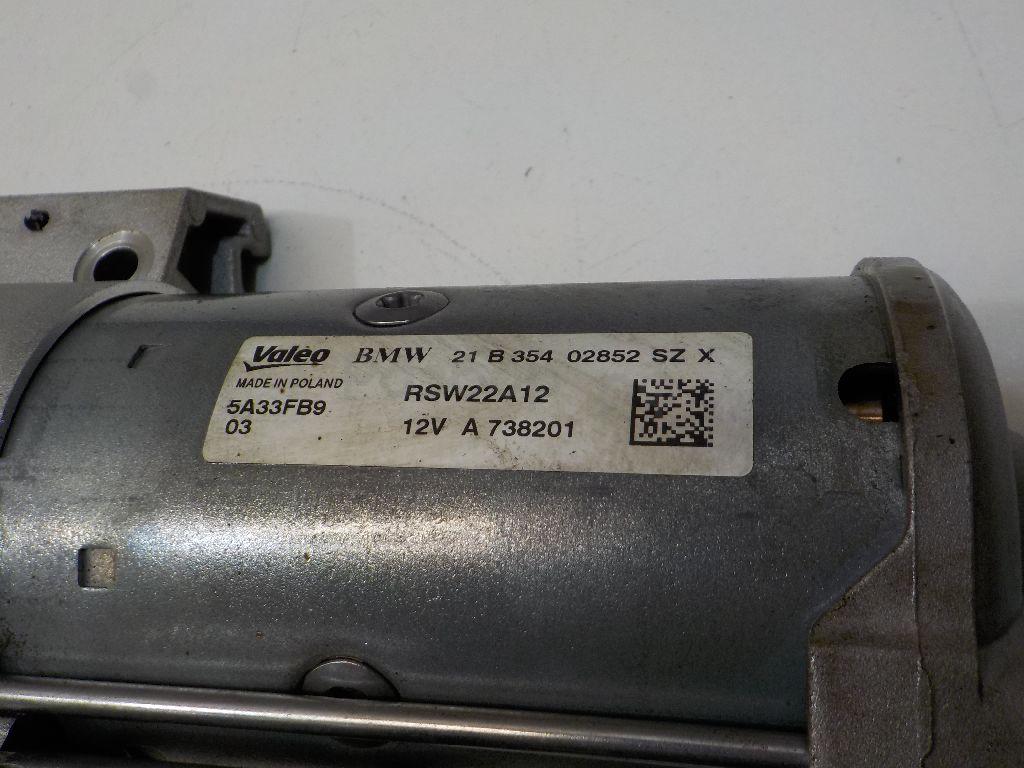 Valeo BMW 21 B 354 02852 SZ X
MADE IN POLAND
RSW22A12
5A33FB9
03
12V A 738201